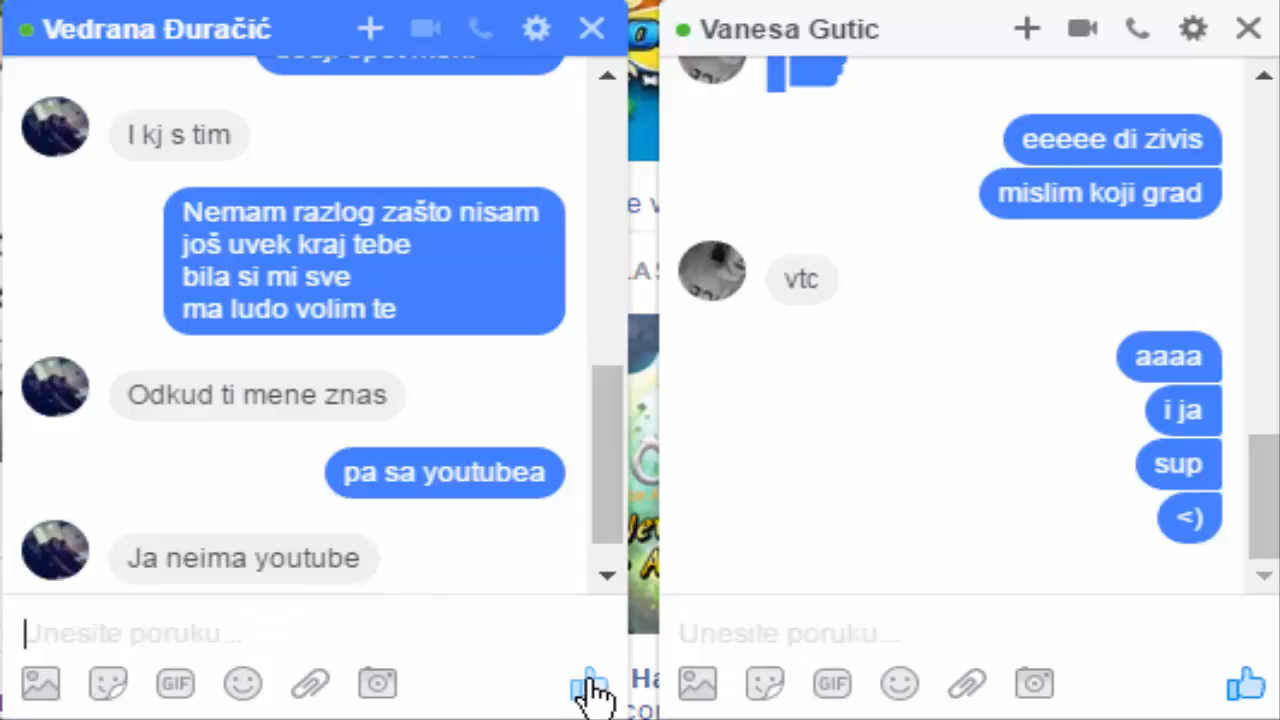 Vedrana Đuračić
I kj s tim
Nemam razlog zašto nisam
još uvek kraj tebe
bila si mi sve
ma ludo volim te
Odkud ti mene znas
pa sa youtubea
Ja neima youtube
Unesite poruku...
GIF
Vanesa Gutic
eeeee di zivis
mislim koji grad
vtc
aaaa
i ja
sup
<)
Unesite poruku...
GIF